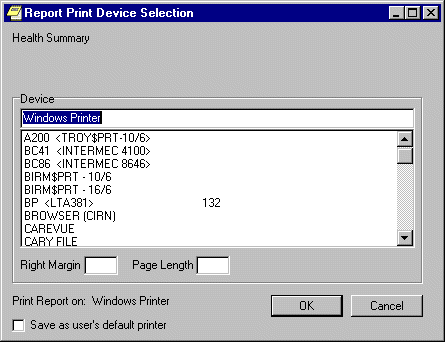 Report Print Device Selection
Health Summary
Device
Windows Printer
A200 <TROY$PRT-10/6>
BC41 <INTERMEC 4100>
BC86 <INTERMEC 8646>
BIRM$PRT - 10/6
BIRM$PRT - 16/6
BP <LTA381> 132
BROWSER (CIRN)
CAREVUE
CARY FILE
Right Margin Page Length
Print Report on: Windows Printer
OK Cancel
Save as user's default printer